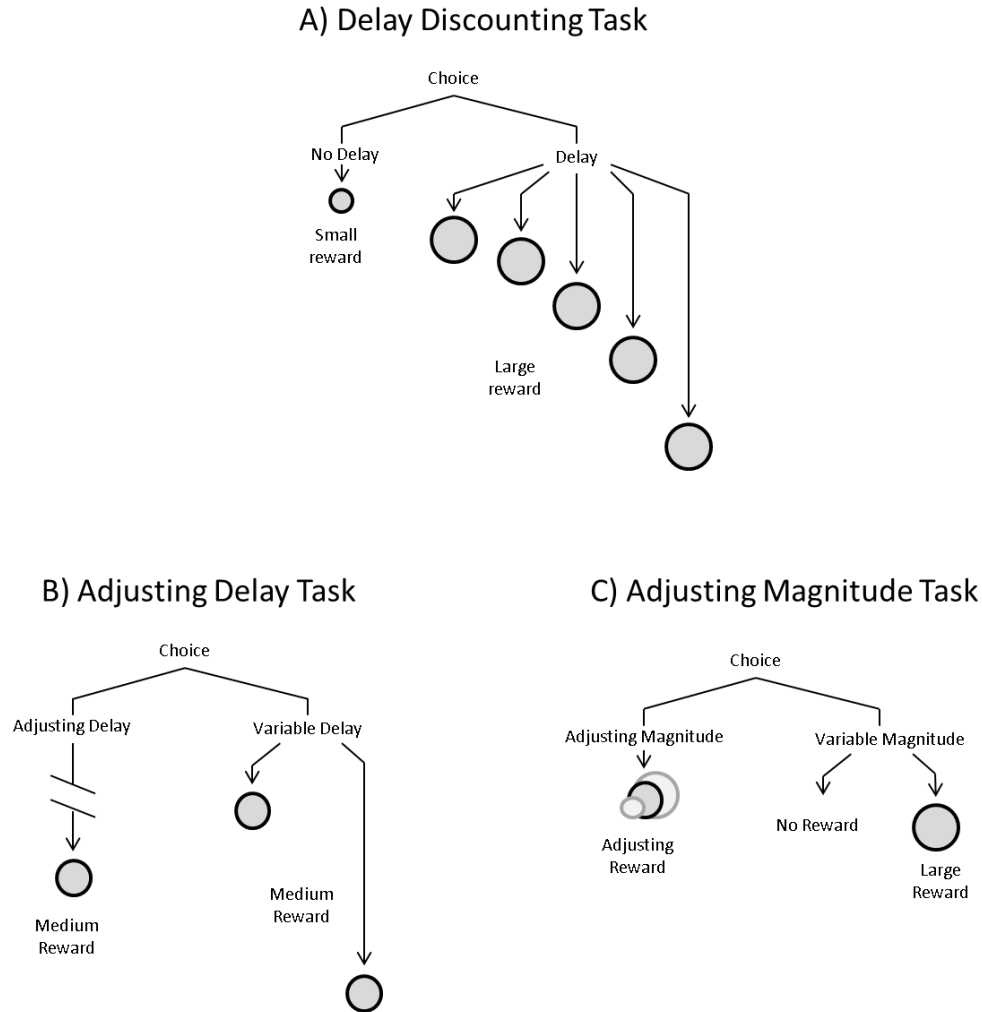 A) Delay Discounting Task
Choice
No Delay
Delay
Small
reward
Large
reward
B) Adjusting Delay Task
Choice
Adjusting Delay
Variable Delay
Medium
Reward
Medium
Reward
C) Adjusting Magnitude Task
Choice
Adjusting Magnitude
Variable Magnitude
No Reward
Adjusting
Reward
Large
Reward